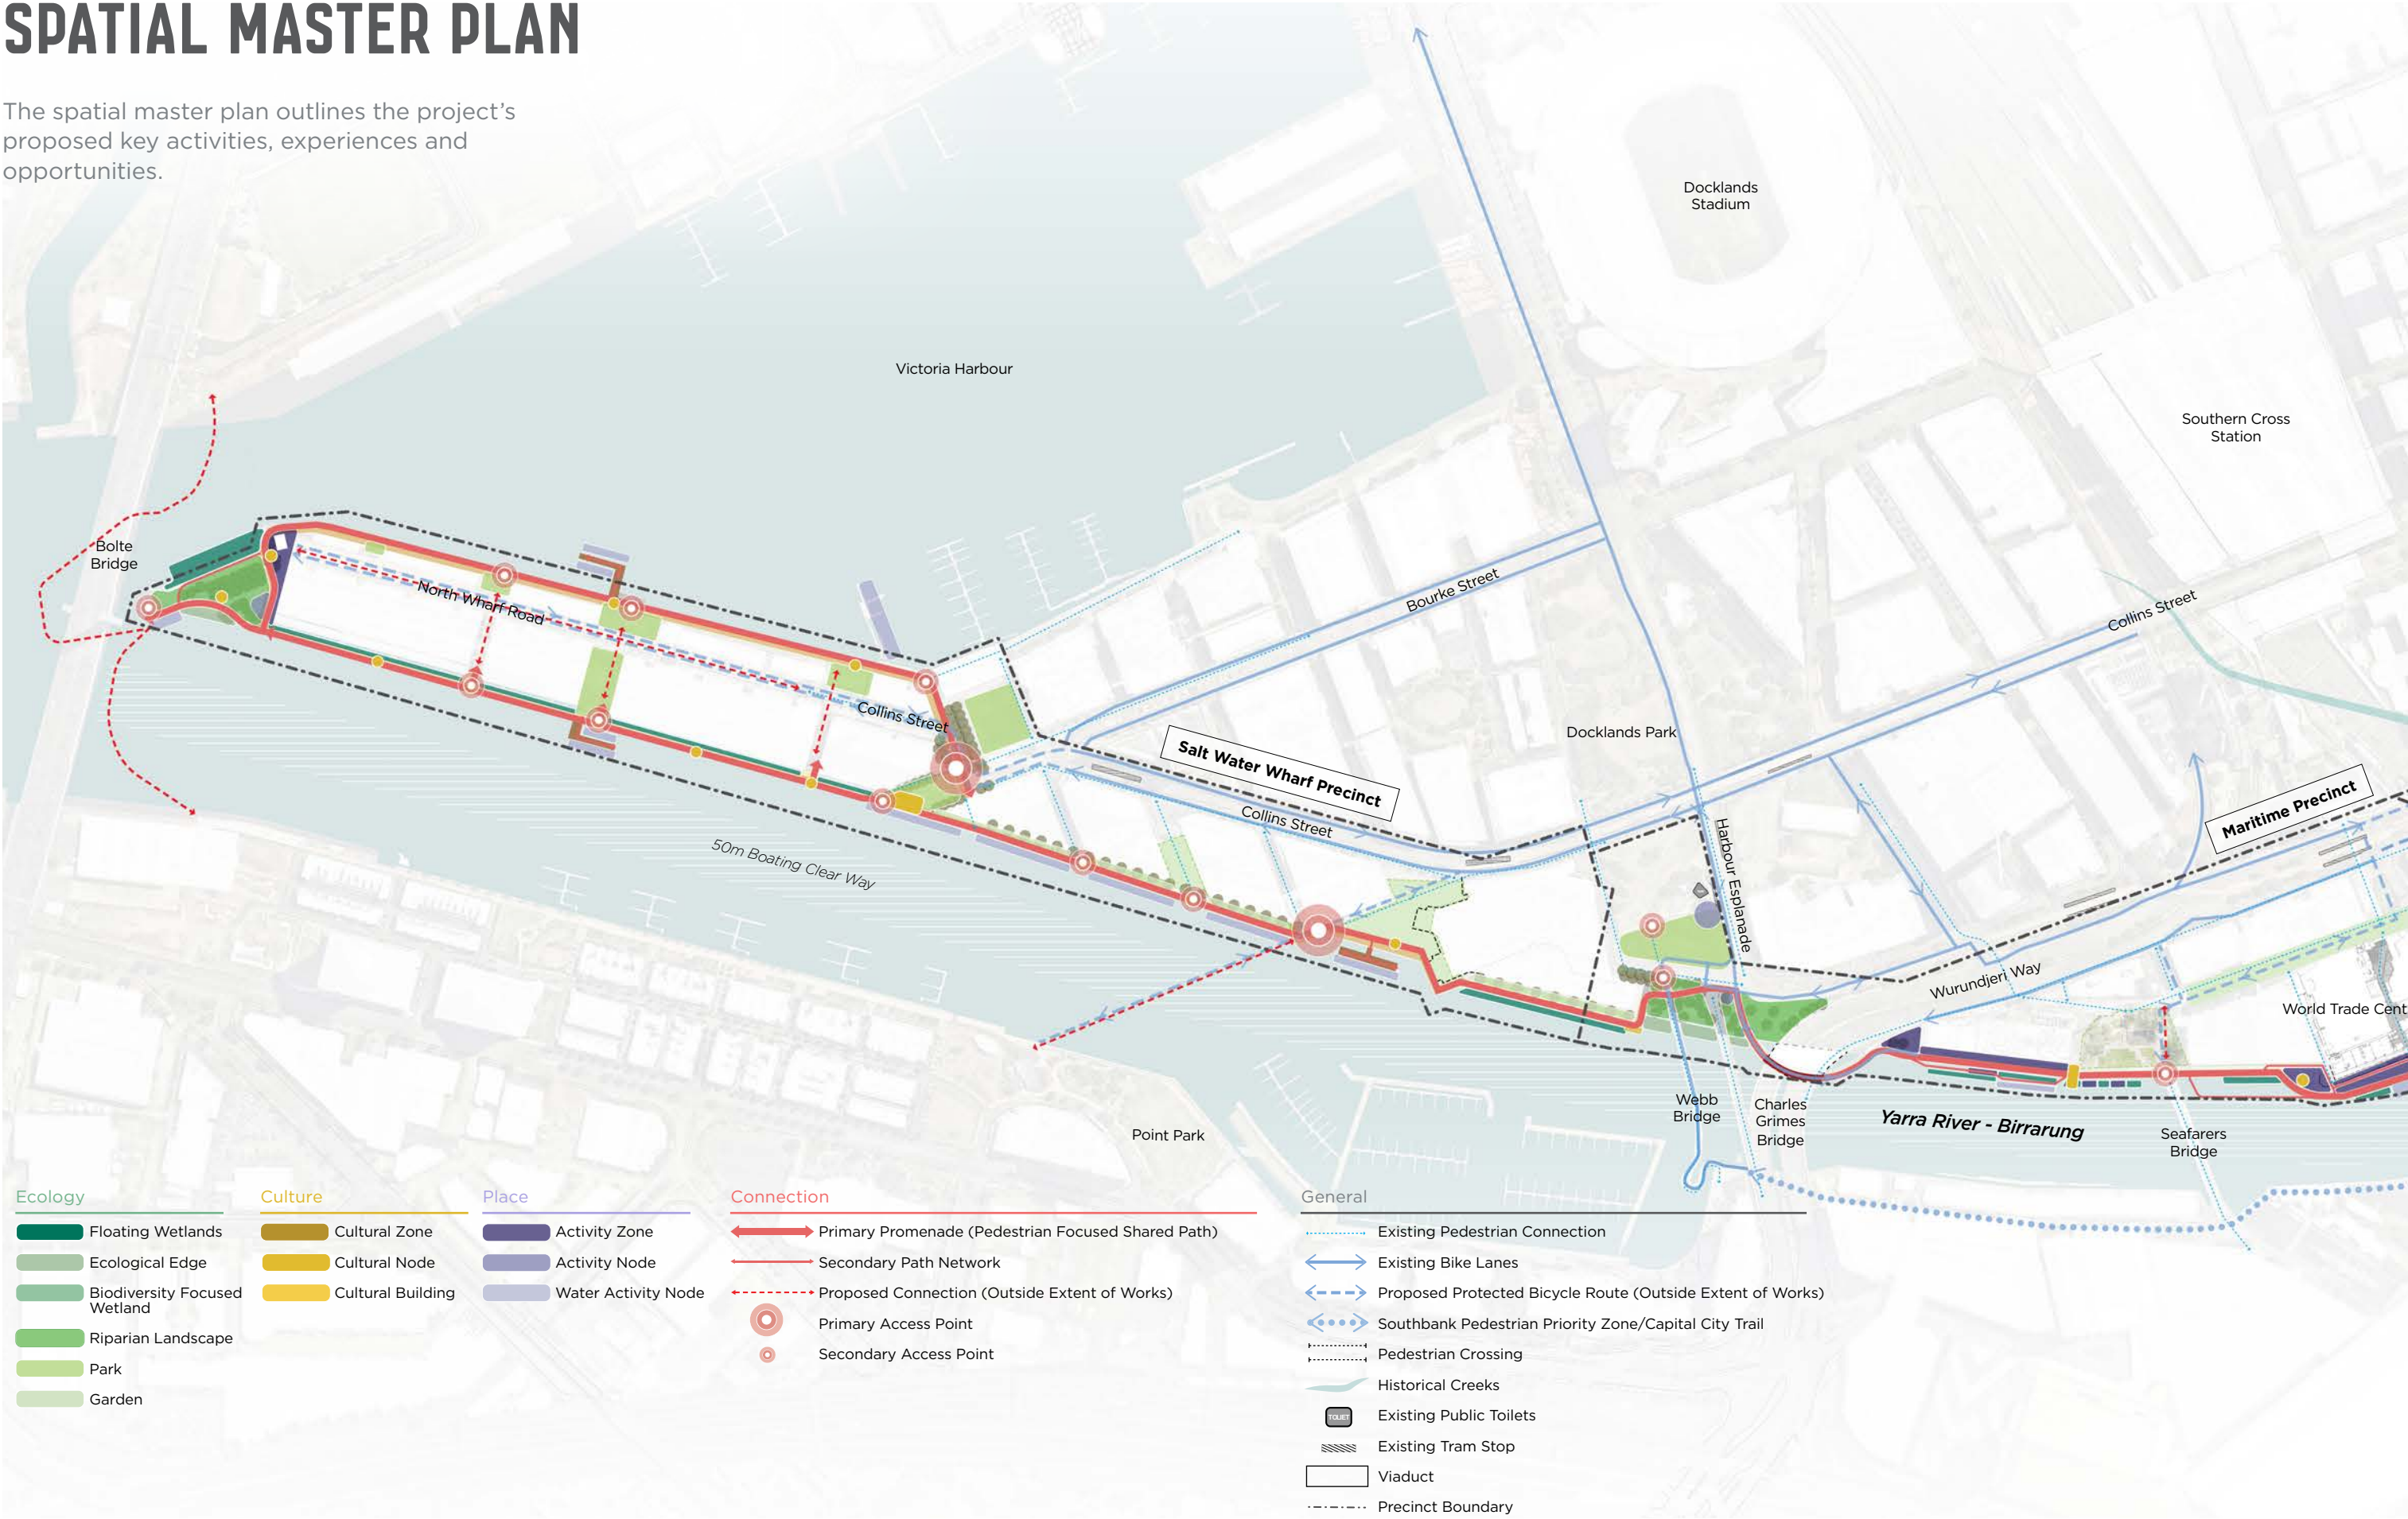 SPATIAL MASTER PLAN
The spatial master plan outlines the project's
proposed key activities, experiences and
opportunities.
Docklands
Stadium
Victoria Harbour
Southern Cross
Station
Bolte
Bridge
North Wharf Road
Bourke Street
Collins Street
Collins Street
Docklands Park
Salt Water Wharf Precinct
Collins Street
Maritime Precinct
Harbour Esplanade
50m Boating Clear Way
Wurundjeri Way
World Trade Cent
Webb
Bridge
Charles
Grimes
Bridge
Yarra River - Birrarung
Seafarers
Bridge
Point Park
Ecology
Floating Wetlands
Ecological Edge
Biodiversity Focused
Wetland
Riparian Landscape
Park
Garden
Culture
Cultural Zone
Cultural Node
Cultural Building
Place
Activity Zone
Activity Node
Water Activity Node
Connection
Primary Promenade (Pedestrian Focused Shared Path)
Secondary Path Network
Proposed Connection (Outside Extent of Works)
Primary Access Point
Secondary Access Point
General
Existing Pedestrian Connection
Existing Bike Lanes
Proposed Protected Bicycle Route (Outside Extent of Works)
Southbank Pedestrian Priority Zone/Capital City Trail
Pedestrian Crossing
Historical Creeks
TOLIET
Existing Public Toilets
Existing Tram Stop
Viaduct
Precinct Boundary